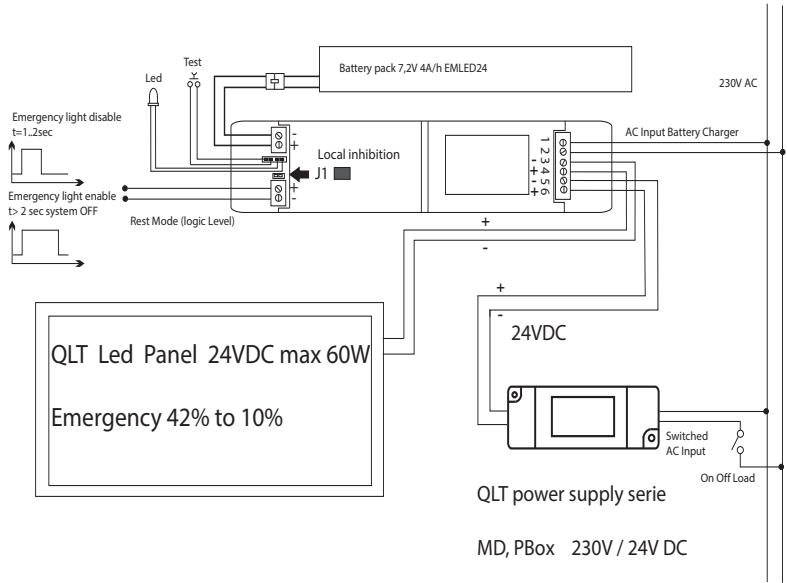 Test
Led
Battery pack 7,2V 4A/h EMLED24
230V AC
Emergency light disable
t=1..2sec
-
+
1 2 3 4 5 6
- + - +
AC Input Battery Charger
Local inhibition
J1
Emergency light enable
t> 2 sec system OFF
+
-
Rest Mode (logic Level)
+
-
+
-
24VDC
QLT Led Panel 24VDC max 60W
Emergency 42% to 10%
Switched
AC Input
On Off Load
QLT power supply serie
MD, PBox 230V / 24V DC